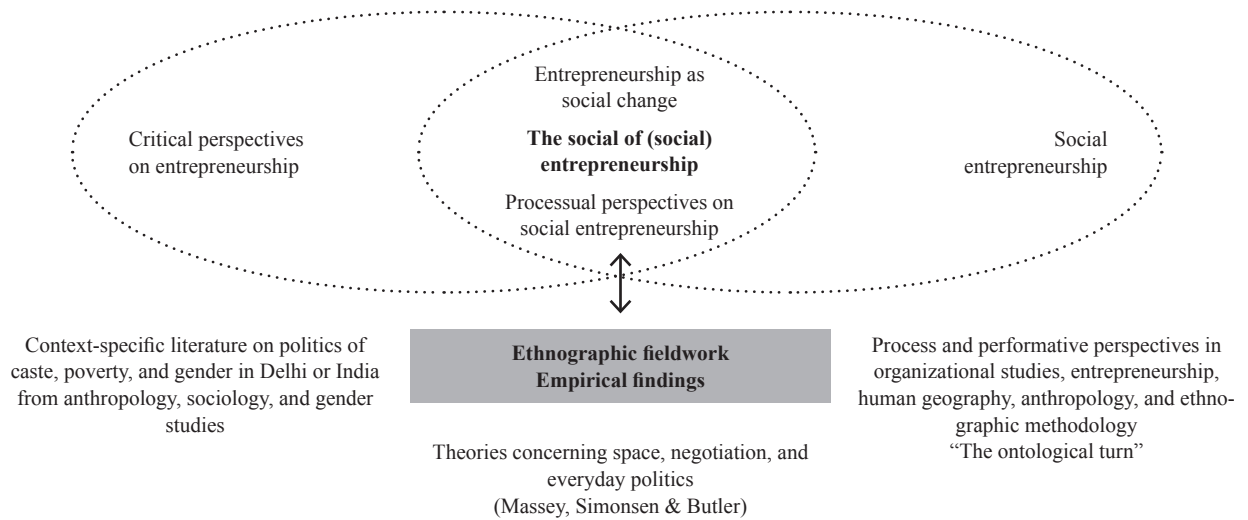 Critical perspectives
on entrepreneurship
Entrepreneurship as
social change
The social of (social)
entrepreneurship
Processual perspectives on
social entrepreneurship
Social
entrepreneurship
Context-specific literature on politics of
caste, poverty, and gender in Delhi or India
from anthropology, sociology, and gender
studies
Ethnographic fieldwork
Empirical findings
Theories concerning space, negotiation, and
everyday politics
(Massey, Simonsen & Butler)
Process and performative perspectives in
organizational studies, entrepreneurship,
human geography, anthropology, and ethno-
graphic methodology
“The ontological turn”